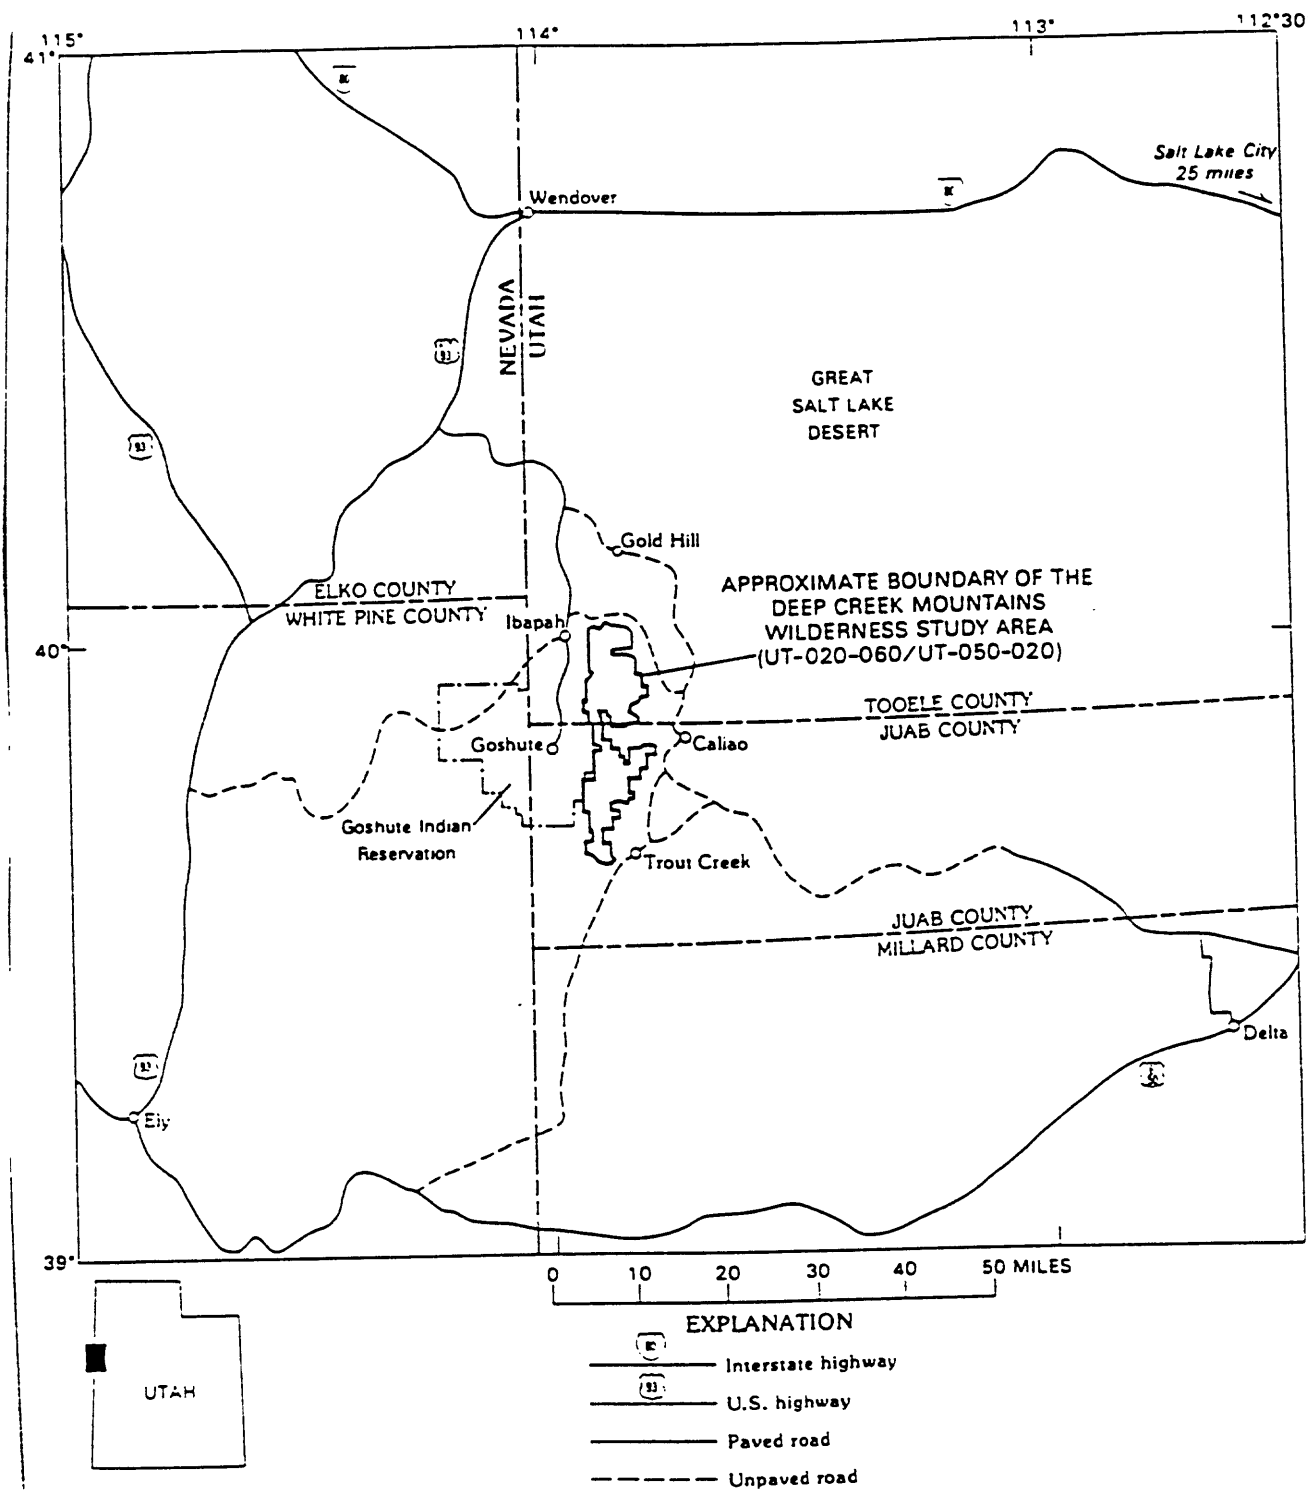 115°
114°
113°
112°30
41°
Salt Lake City
25 miles
Wendover
NEVADA
UTAH
93
GREAT
SALT LAKE
DESERT
93
Gold Hill
APPROXIMATE BOUNDARY OF THE
DEEP CREEK MOUNTAINS
WILDERNESS STUDY AREA
(UT-020-060/UT-050-020)
ELKO COUNTY
WHITE PINE COUNTY
Ibapah
40°
TOOELE COUNTY
JUAB COUNTY
Goshute
Caliao
Goshute Indian
Reservation
Trout Creek
JUAB COUNTY
MILLARD COUNTY
Delta
93
Ely
39°
0 10 20 30 40 50 MILES
EXPLANATION
Interstate highway
93
U.S. highway
Paved road
Unpaved road
UTAH